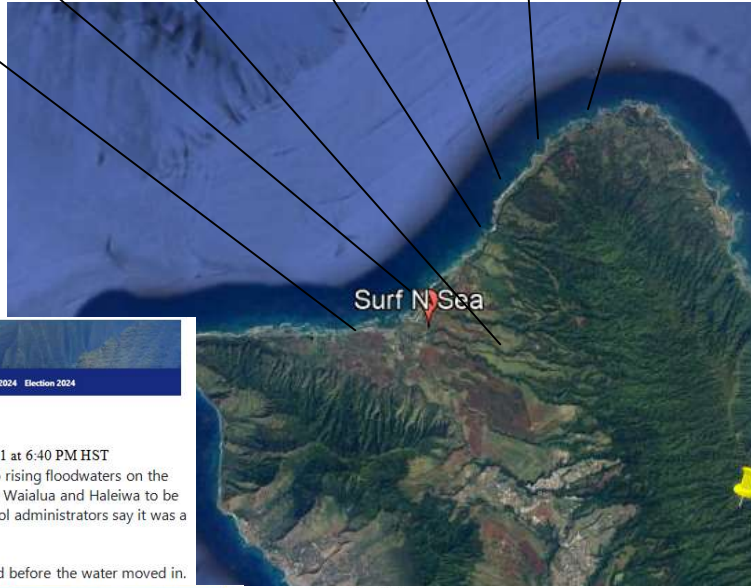 Surf N Sea
2024 Election 2024
1 at 6:40 PM HST
rising floodwaters on the
Waialua and Haleiwa to be
ol administrators say it was a
d before the water moved in.